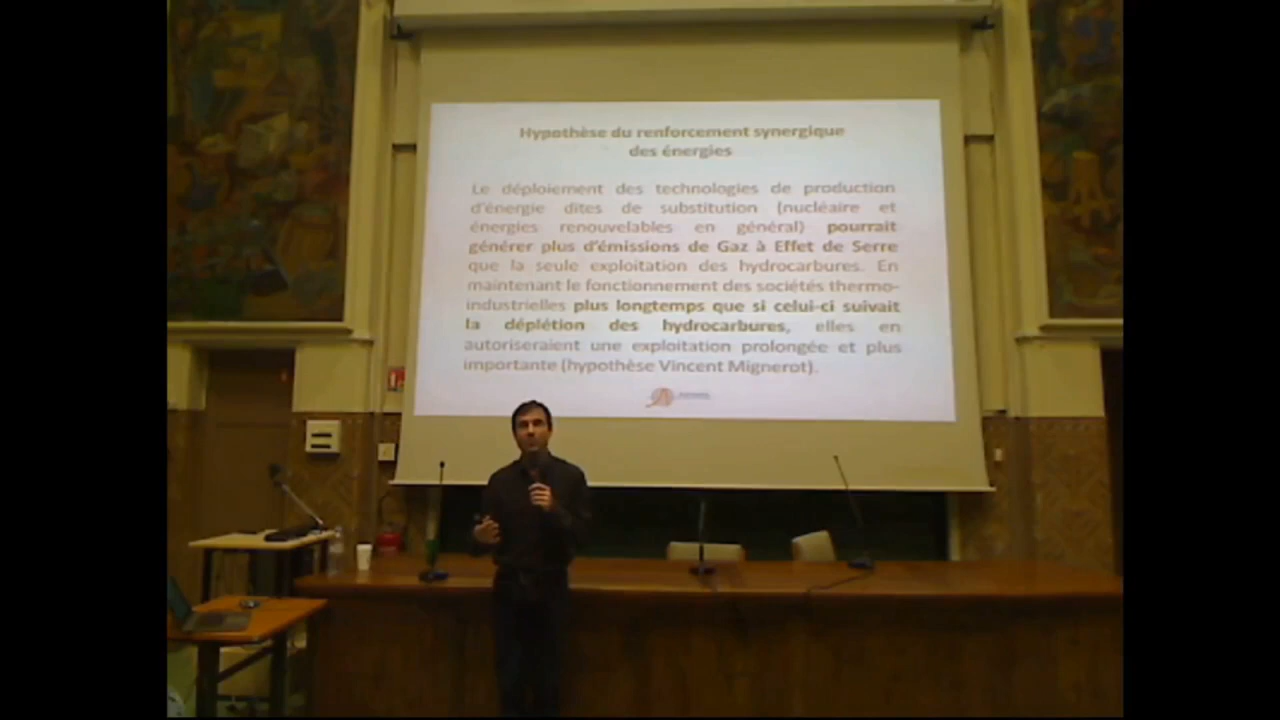 Hypothèse du renforcement synergique
des énergies
Le déploiement des technologies de production
d'énergie dites de substitution (nucléaire et
énergies renouvelables en général) pourrait
générer plus d'émissions de Gaz à Effet de Serre
que la seule exploitation des hydrocarbures. En
maintenant le fonctionnement des sociétés thermo-
industrielles plus longtemps que si celui-ci suivait
la déplétion des hydrocarbures, elles en
autoriseraient une exploitation prolongée et plus
importante (hypothèse Vincent Mignerot).